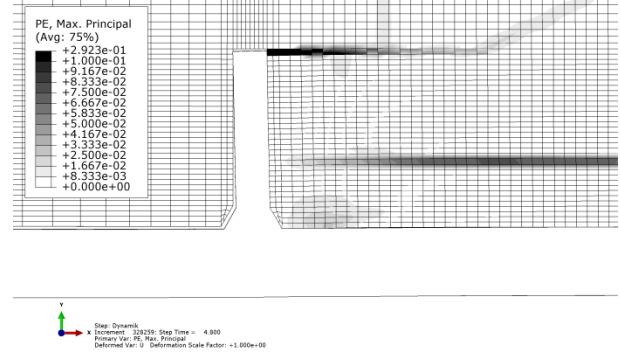 PE, Max. Principal
(Avg: 75%)
+2.923e-01
+1.000e-01
+9.167e-02
+8.333e-02
+7.500e-02
+6.667e-02
+5.833e-02
+5.000e-02
+4.167e-02
+3.333e-02
+2.500e-02
+1.667e-02
+8.333e-03
+0.000e+00
Y
X
Step: Dynamik
Increment 328259: Step Time = 4.800
Primary Var: PE, Max. Principal
Deformed Var: U Deformation Scale Factor: +1.000e+00